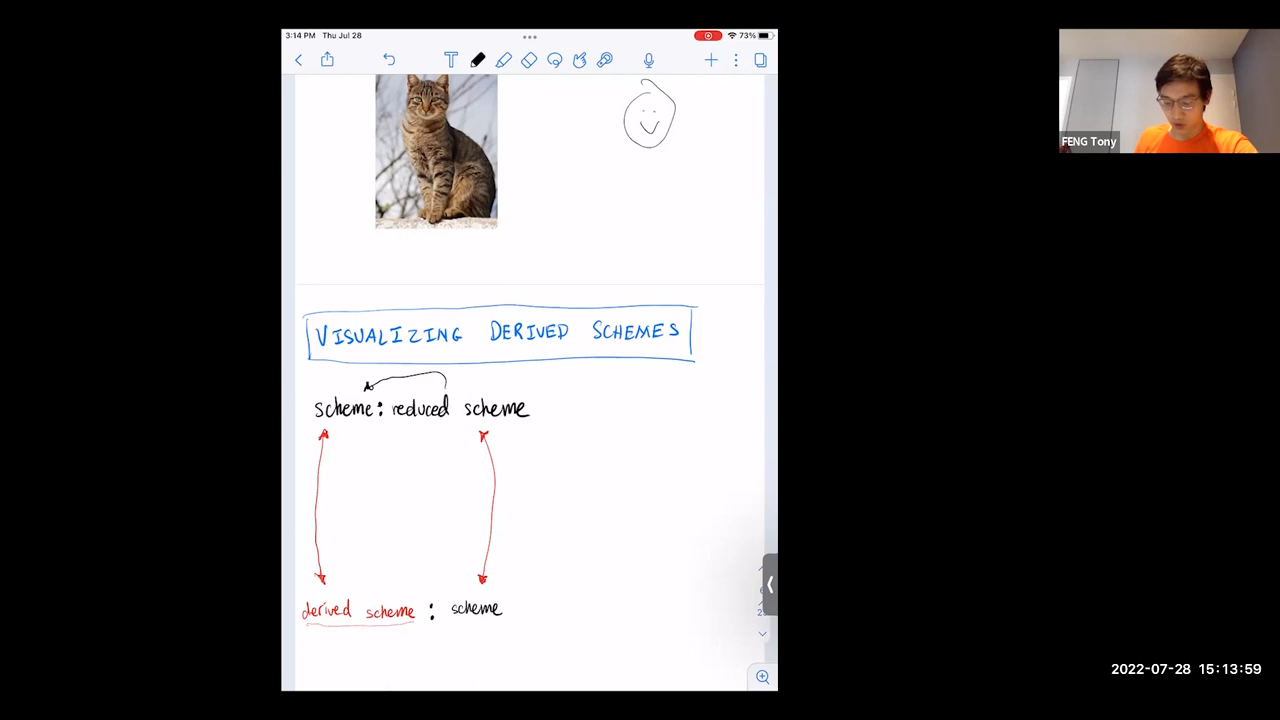 3:14 PM Thu Jul 28
73%
T
FENG Tony
VISUALIZING DERIVED SCHEMES
scheme: reduced scheme
derived scheme : scheme
2022-07-28 15:13:59